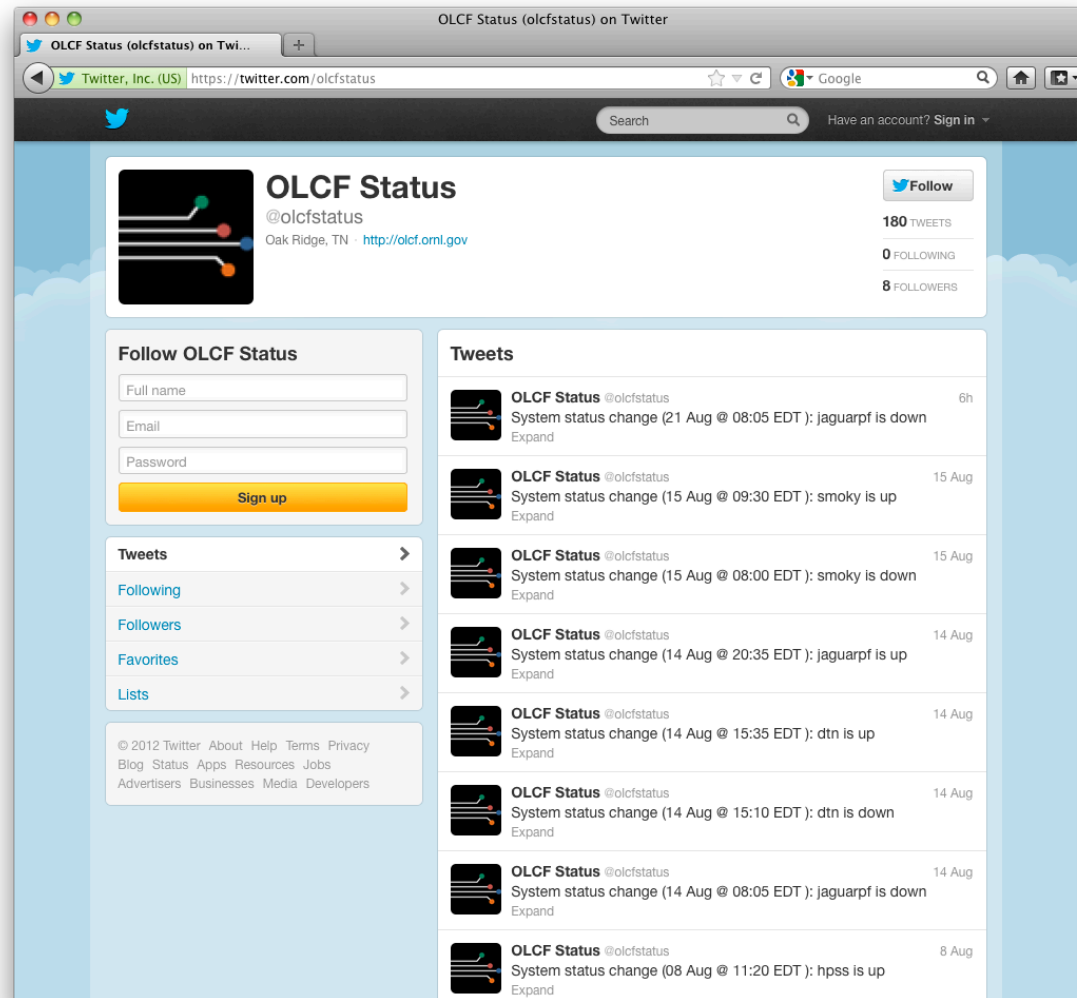 OLCF Status (olcfstatus) on Twitter
OLCF Status (olcfstatus) on Twi...
Twitter, Inc. (US) https://twitter.com/olcfstatus
Google
Search
Have an account? Sign in
OLCF Status
@olcfstatus
Oak Ridge, TN · http://olcf.ornl.gov
Follow
180 TWEETS
0 FOLLOWING
8 FOLLOWERS
Follow OLCF Status
Full name
Email
Password
Sign up
Tweets
Following
Followers
Favorites
Lists
© 2012 Twitter About Help Terms Privacy
Blog Status Apps Resources Jobs
Advertisers Businesses Media Developers
Tweets
OLCF Status @olcfstatus 6h
System status change (21 Aug @ 08:05 EDT ): jaguarpf is down
Expand
OLCF Status @olcfstatus 15 Aug
System status change (15 Aug @ 09:30 EDT ): smoky is up
Expand
OLCF Status @olcfstatus 15 Aug
System status change (15 Aug @ 08:00 EDT ): smoky is down
Expand
OLCF Status @olcfstatus 14 Aug
System status change (14 Aug @ 20:35 EDT ): jaguarpf is up
Expand
OLCF Status @olcfstatus 14 Aug
System status change (14 Aug @ 15:35 EDT ): dtn is up
Expand
OLCF Status @olcfstatus 14 Aug
System status change (14 Aug @ 15:10 EDT ): dtn is down
Expand
OLCF Status @olcfstatus 14 Aug
System status change (14 Aug @ 08:05 EDT ): jaguarpf is down
Expand
OLCF Status @olcfstatus 8 Aug
System status change (08 Aug @ 11:20 EDT ): hpss is up
Expand